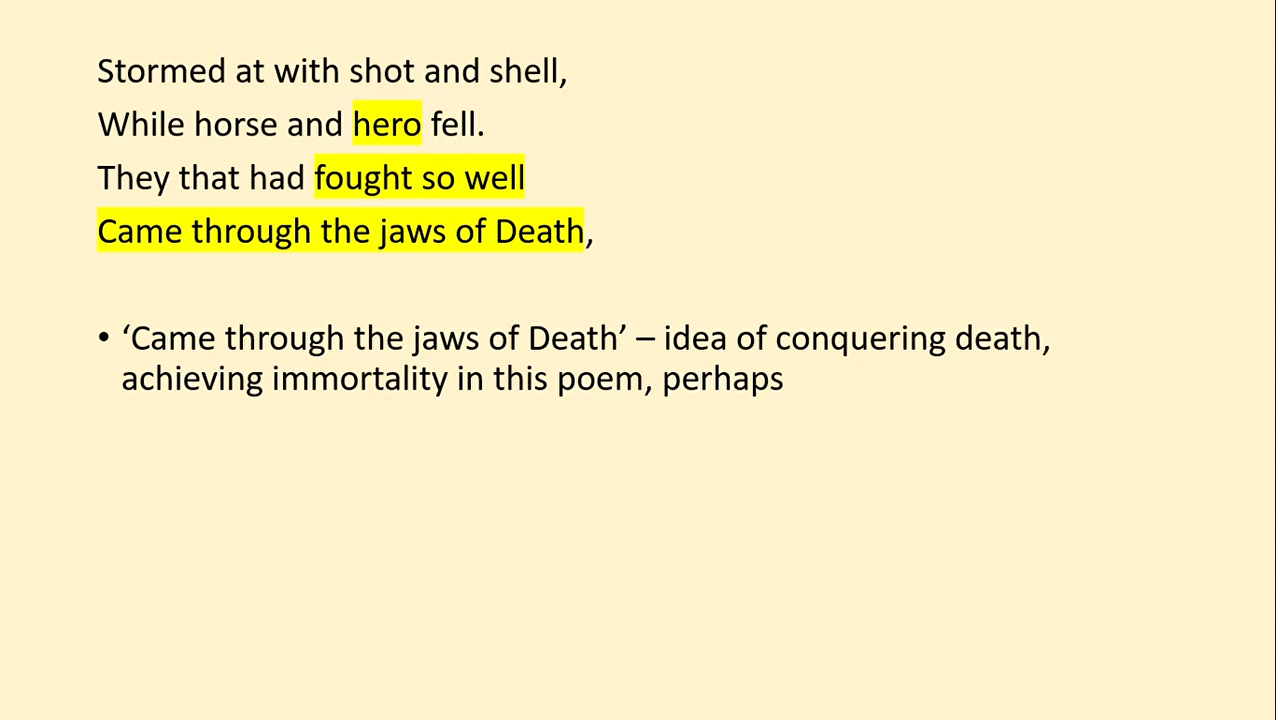 Stormed at with shot and shell,
While horse and hero fell.
They that had fought so well
Came through the jaws of Death,
• ‘Came through the jaws of Death’ – idea of conquering death,
achieving immortality in this poem, perhaps